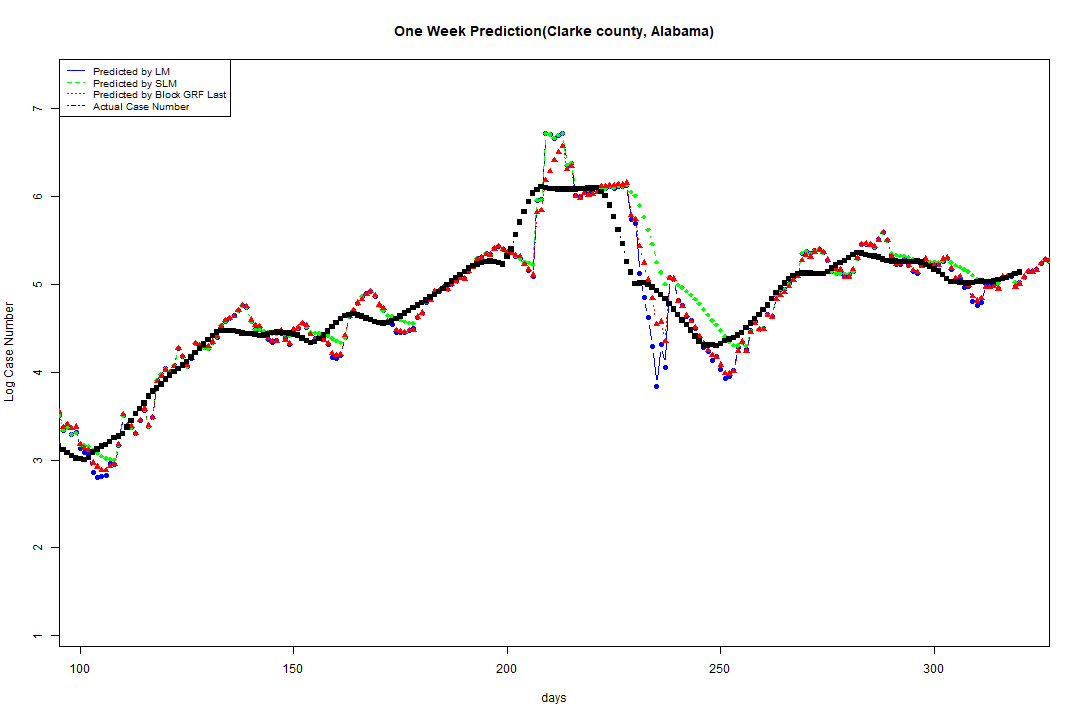 One Week Prediction(Clarke county, Alabama)
Predicted by LM
Predicted by SLM
Predicted by Block GRF Last
Actual Case Number
7
6
5
4
3
2
1
Log Case Number
100 150 200 250 300
days